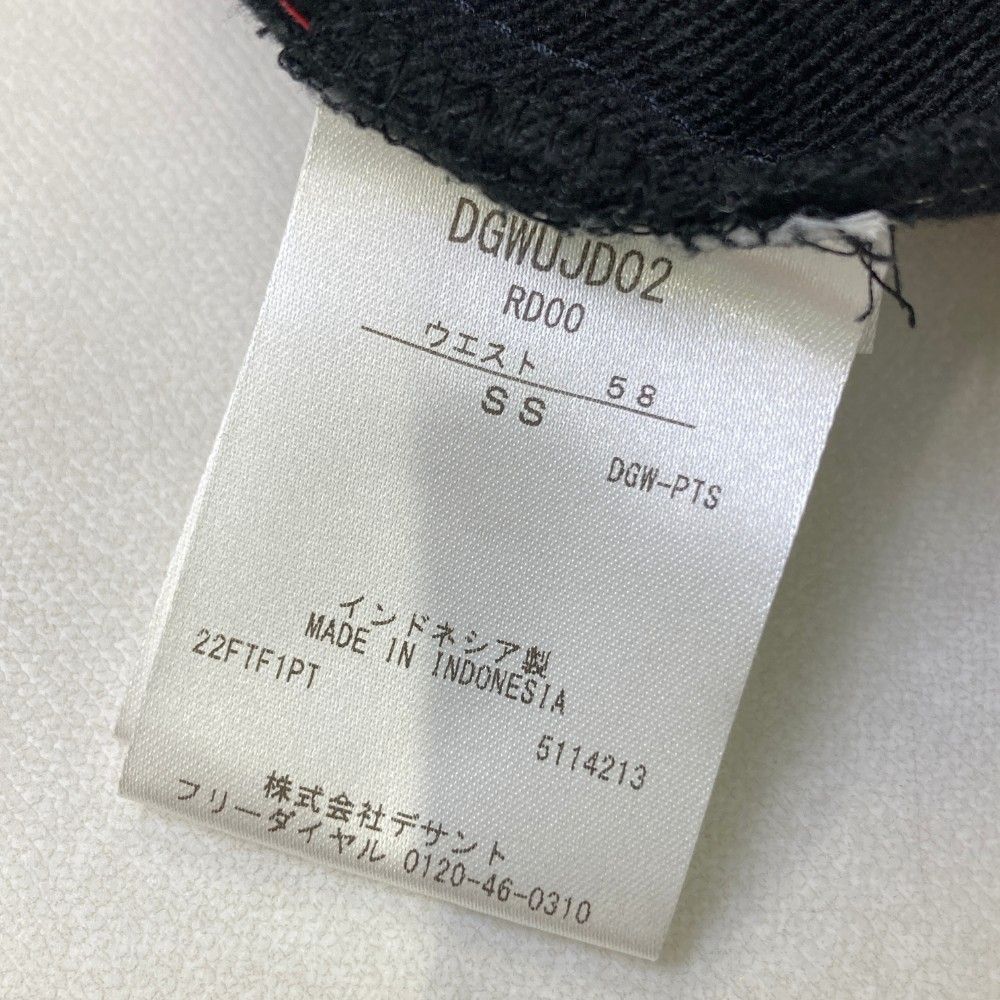 DGWUJD02
RD00
ウエスト 58
SS
DGW-PTS
インドネシア製
MADE IN INDONESIA
22FTF1PT
5114213
株式会社デサント
フリーダイヤル 0120-46-0310